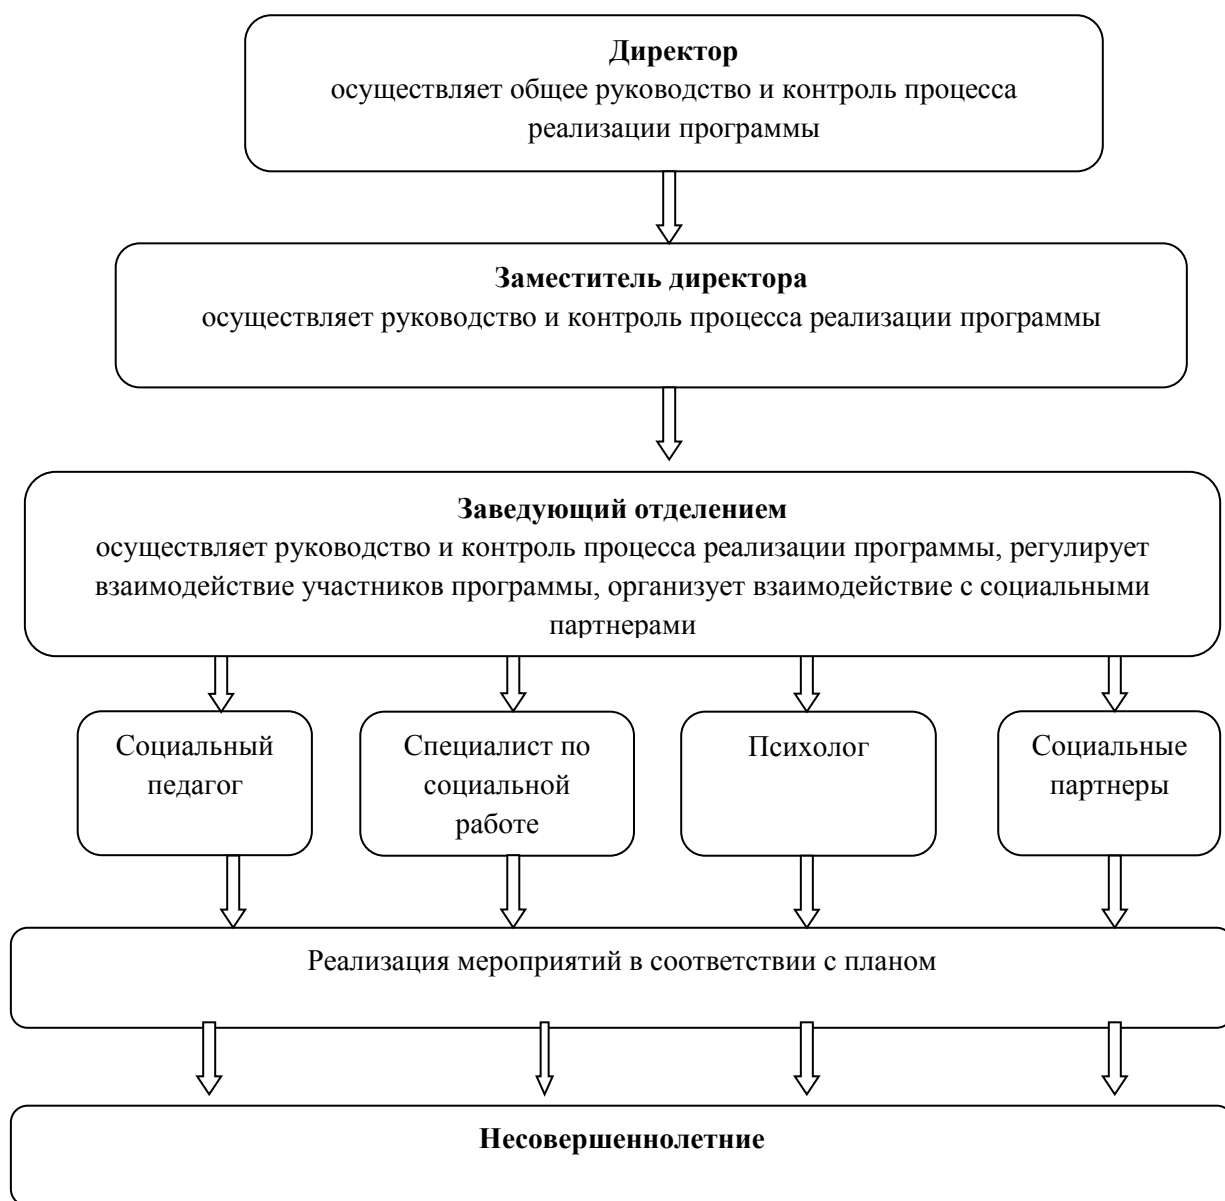 Директор
осуществляет общее руководство и контроль процесса
реализации программы
Заместитель директора
осуществляет руководство и контроль процесса реализации программы
Заведующий отделением
осуществляет руководство и контроль процесса реализации программы, регулирует
взаимодействие участников программы, организует взаимодействие с социальными
партнерами
Социальный
педагог
Специалист по
социальной
работе
Психолог
Социальные
партнеры
Реализация мероприятий в соответствии с планом
Несовершеннолетние